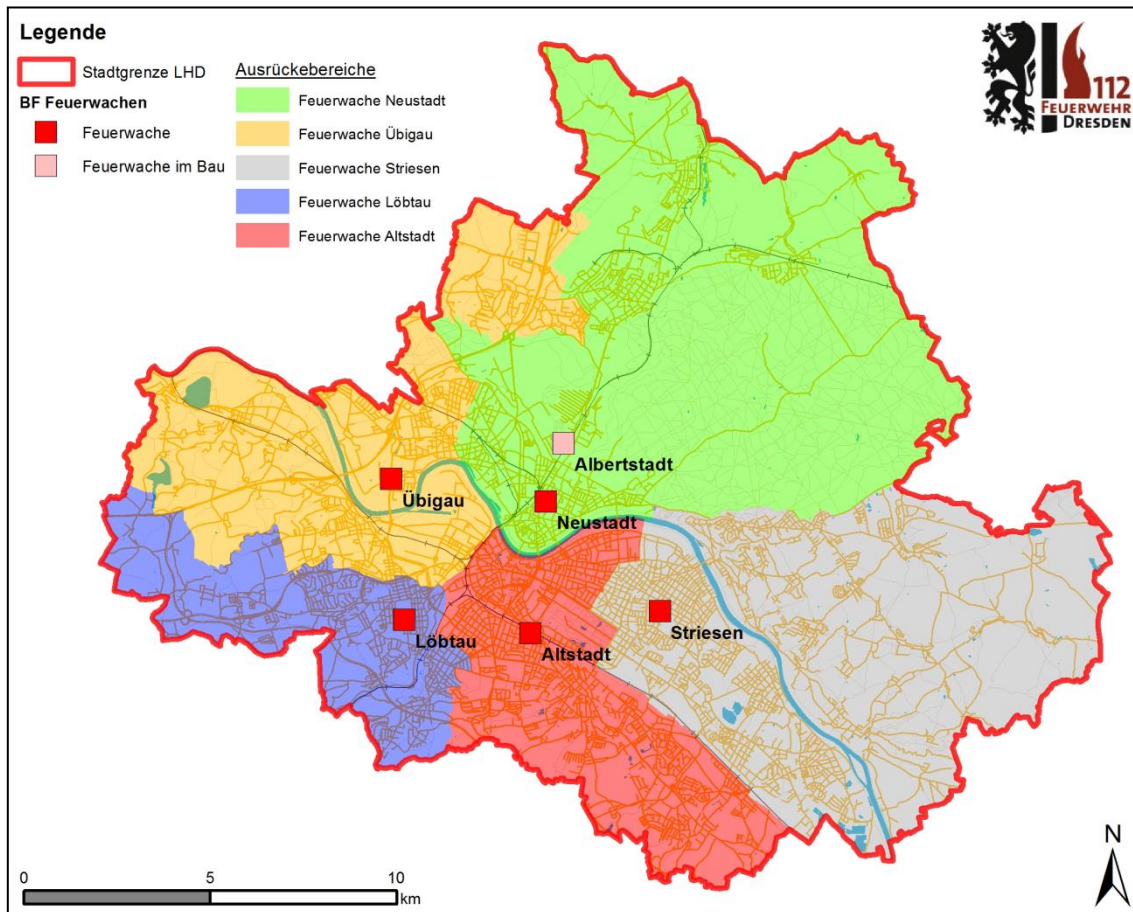 Legende
Stadtgrenze LHD
BF Feuerwachen
Feuerwache
Feuerwache im Bau
Ausrückebereiche
Feuerwache Neustadt
Feuerwache Übigau
Feuerwache Striesen
Feuerwache Löbtau
Feuerwache Altstadt
112
FEUERWEHR
DRESDEN
Albertstadt
Übigau
Neustadt
Striesen
Löbtau
Altstadt
0 5 10
km
N